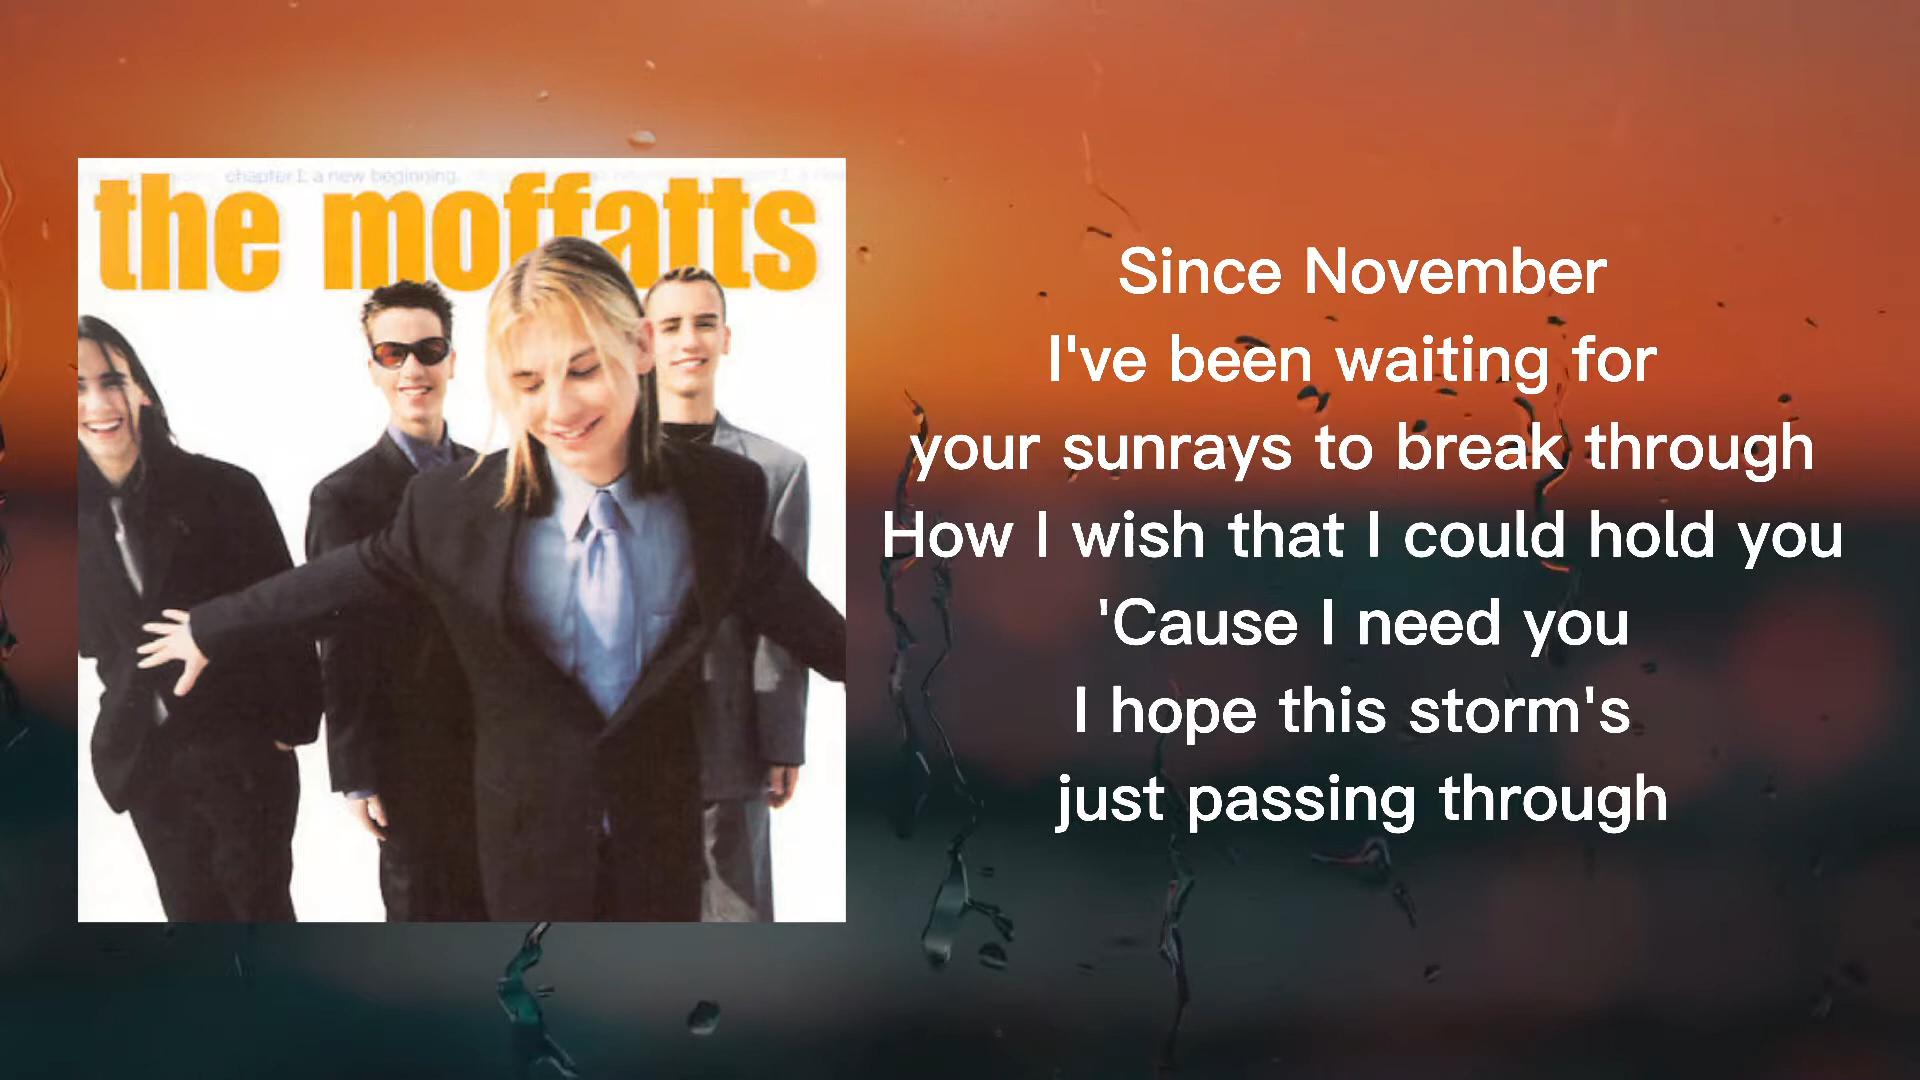 chapter 1: a new beginning.
the moffatts
Since November
I've been waiting for
your sunrays to break through
How I wish that I could hold you
'Cause I need you
I hope this storm's
just passing through